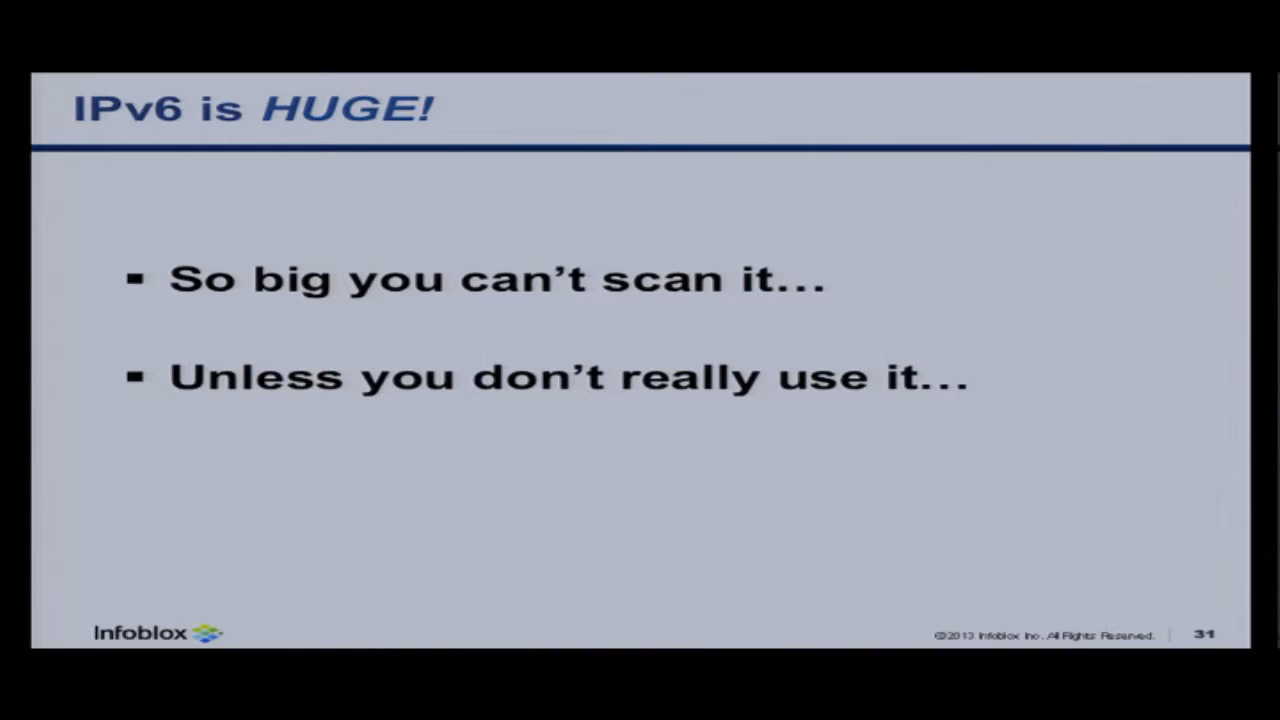 IPv6 is HUGE!
▪ So big you can’t scan it…
▪ Unless you don’t really use it…
Infoblox
©2013 Infoblox Inc. All Rights Reserved. 31